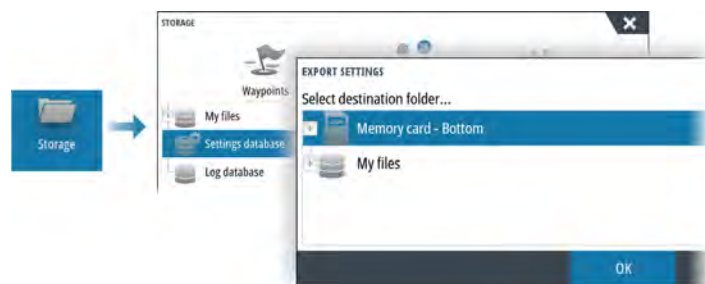 STORAGE
Waypoints
My files
Settings database
Log database
Storage
EXPORT SETTINGS
Select destination folder...
Memory card - Bottom
My files
OK